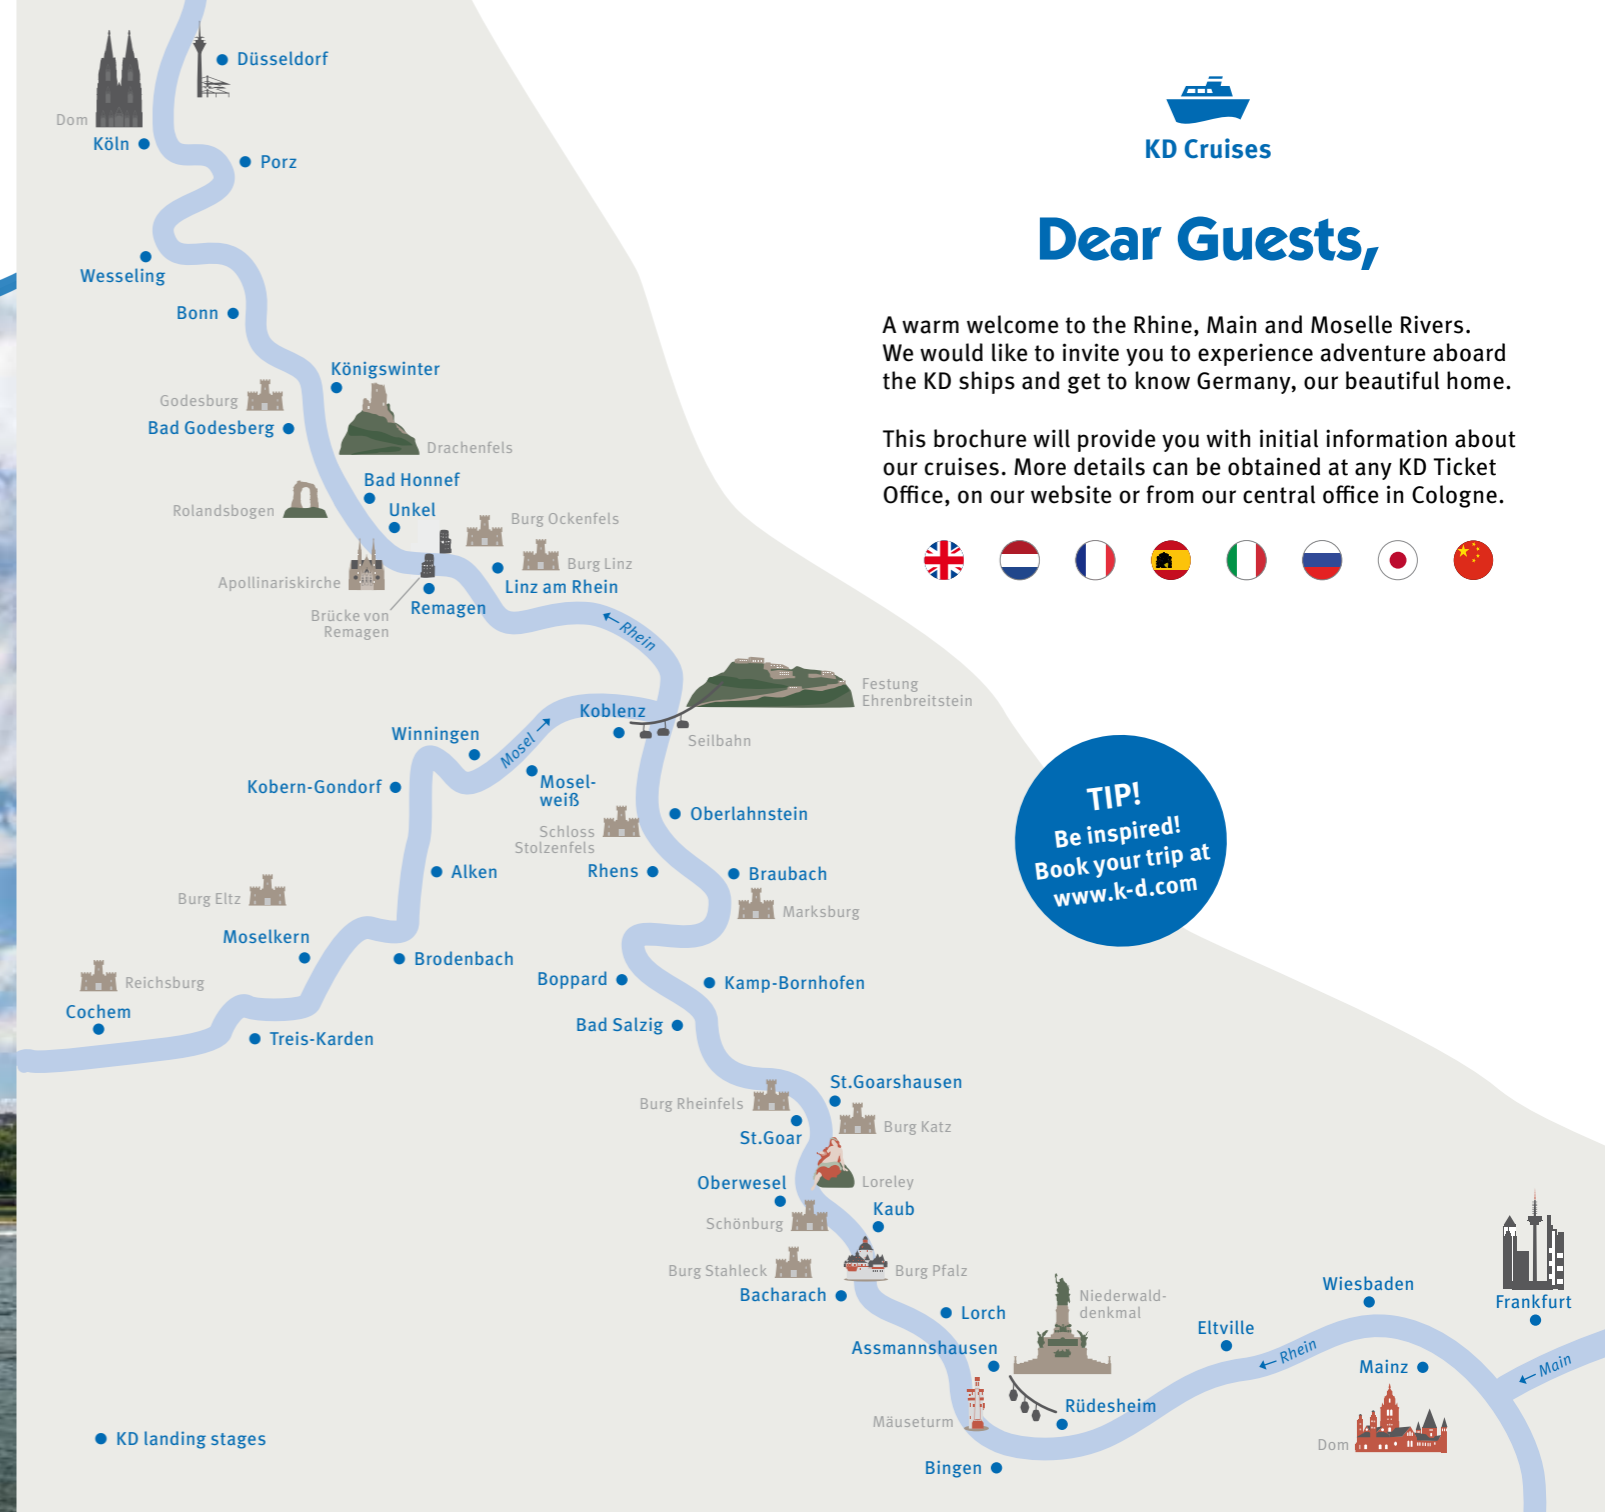 Düsseldorf
Dom
Köln
Porz
Wesseling
Bonn
Königswinter
Godesburg
Bad Godesberg
Drachenfels
Bad Honnef
Rolandsbogen
Unkel
Burg Ockenfels
Burg Linz
Apollinariskirche
Linz am Rhein
Brücke von
Remagen
Remagen
← Rhein
Festung
Ehrenbreitstein
Koblenz
Seilbahn
Winningen
Mosel →
Kobern-Gondorf
Mosel-
weiß
Oberlahnstein
Schloss
Stolzenfels
Alken
Rhens
Braubach
Burg Eltz
Marksburg
Moselkern
Brodenbach
Reichsburg
Boppard
Kamp-Bornhofen
Cochem
Bad Salzig
Treis-Karden
St.Goarshausen
Burg Rheinfels
Burg Katz
St.Goar
Oberwesel
Loreley
Kaub
Schönburg
Burg Stahleck
Burg Pfalz
Bacharach
Lorch
Niederwald-
denkmal
Wiesbaden
Frankfurt
Eltville
Assmannshausen
← Rhein
Mainz
← Main
Rüdesheim
Mäuseturm
Dom
Bingen
KD landing stages
KD Cruises
Dear Guests,
A warm welcome to the Rhine, Main and Moselle Rivers.
We would like to invite you to experience adventure aboard
the KD ships and get to know Germany, our beautiful home.
This brochure will provide you with initial information about
our cruises. More details can be obtained at any KD Ticket
Office, on our website or from our central office in Cologne.
TIP!
Be inspired!
Book your trip at
www.k-d.com